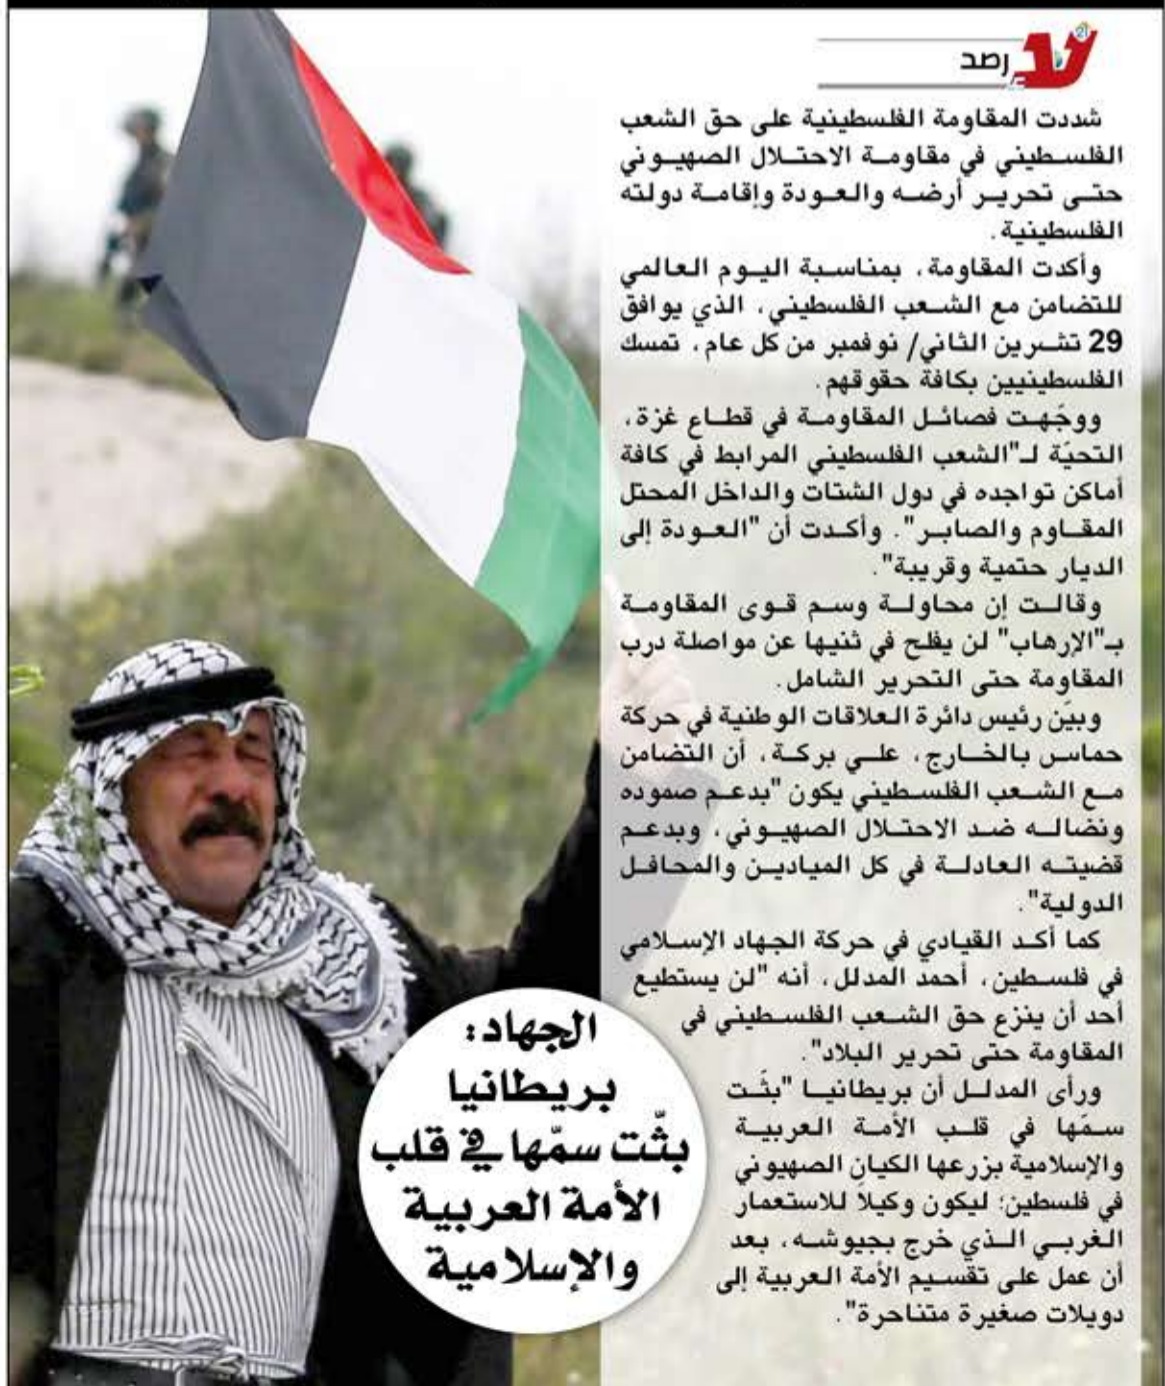 21
لا
رصد
شددت المقاومة الفلسطينية على حق الشعب
الفلسطيني في مقاومة الاحتلال الصهيوني
حتى تحرير أرضه والعودة وإقامة دولته
الفلسطينية.
وأكدت المقاومة، بمناسبة اليوم العالمي
للتضامن مع الشعب الفلسطيني، الذي يوافق
29 تشرين الثاني/ نوفمبر من كل عام، تمسك
الفلسطينيين بكافة حقوقهم.
ووجّهت فصائل المقاومة في قطاع غزة،
التحيّة لـ"الشعب الفلسطيني المرابط في كافة
أماكن تواجده في دول الشتات والداخل المحتل
المقاوم والصابر". وأكدت أن "العودة إلى
الديار حتمية وقريبة".
وقالت إن محاولة وسم قوى المقاومة
بـ"الإرهاب" لن يفلح في ثنيها عن مواصلة درب
المقاومة حتى التحرير الشامل.
وبيّن رئيس دائرة العلاقات الوطنية في حركة
حماس بالخارج، علي بركة، أن التضامن
مع الشعب الفلسطيني يكون "بدعم صموده
ونضاله ضد الاحتلال الصهيوني، وبدعم
قضيته العادلة في كل الميادين والمحافل
الدولية".
كما أكد القيادي في حركة الجهاد الإسلامي
في فلسطين، أحمد المدلل، أنه "لن يستطيع
أحد أن ينزع حق الشعب الفلسطيني في
المقاومة حتى تحرير البلاد".
ورأى المدلل أن بريطانيا "بثّت
سمّها في قلب الأمة العربية
والإسلامية بزرعها الكيان الصهيوني
في فلسطين؛ ليكون وكيلاً للاستعمار
الغربي الذي خرج بجيوشه، بعد
أن عمل على تقسيم الأمة العربية إلى
دويلات صغيرة متناحرة".
الجهاد:
بريطانيا
بثّت سمّها في قلب
الأمة العربية
والإسلامية